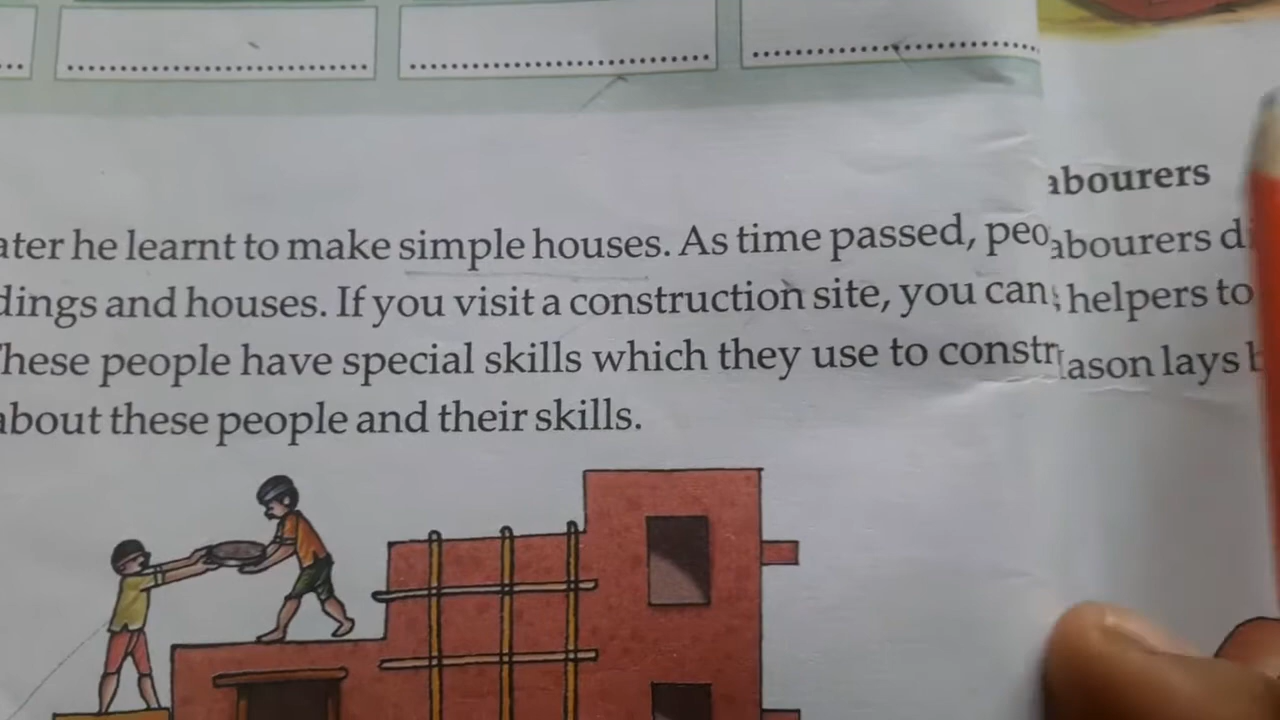 abourers
ater he learnt to make simple houses. As time passed, peo
abourers di
dings and houses. If you visit a construction site, you can
helpers to
These people have special skills which they use to constr
ason lays b
about these people and their skills.